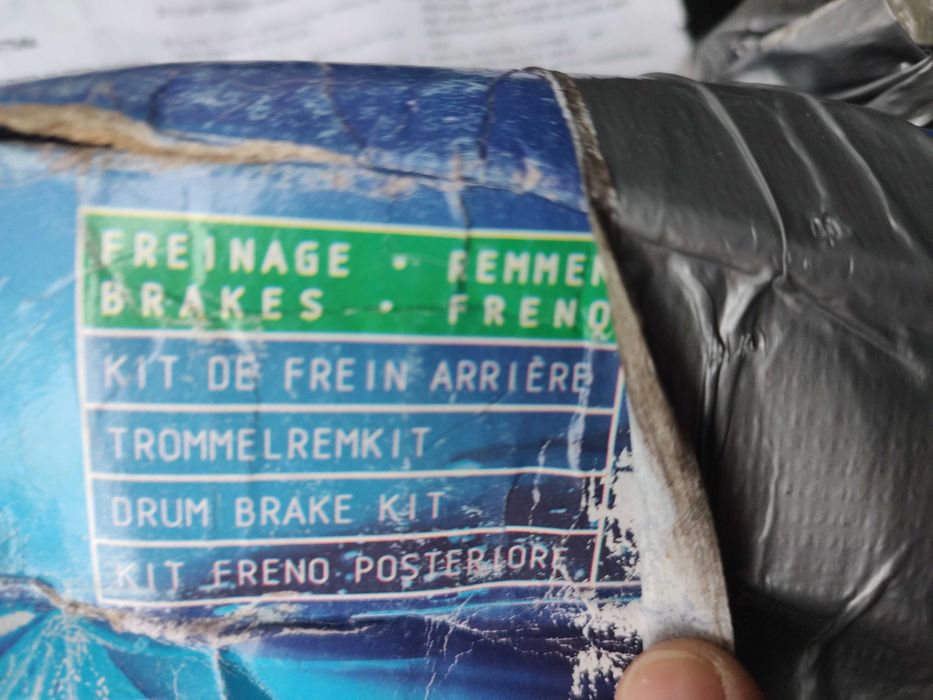 FREINAGE • REMMEN
BRAKES • FRENO
KIT DE FREIN ARRIÈRE
TROMMELREMKIT
DRUM BRAKE KIT
KIT FRENO POSTERIORE